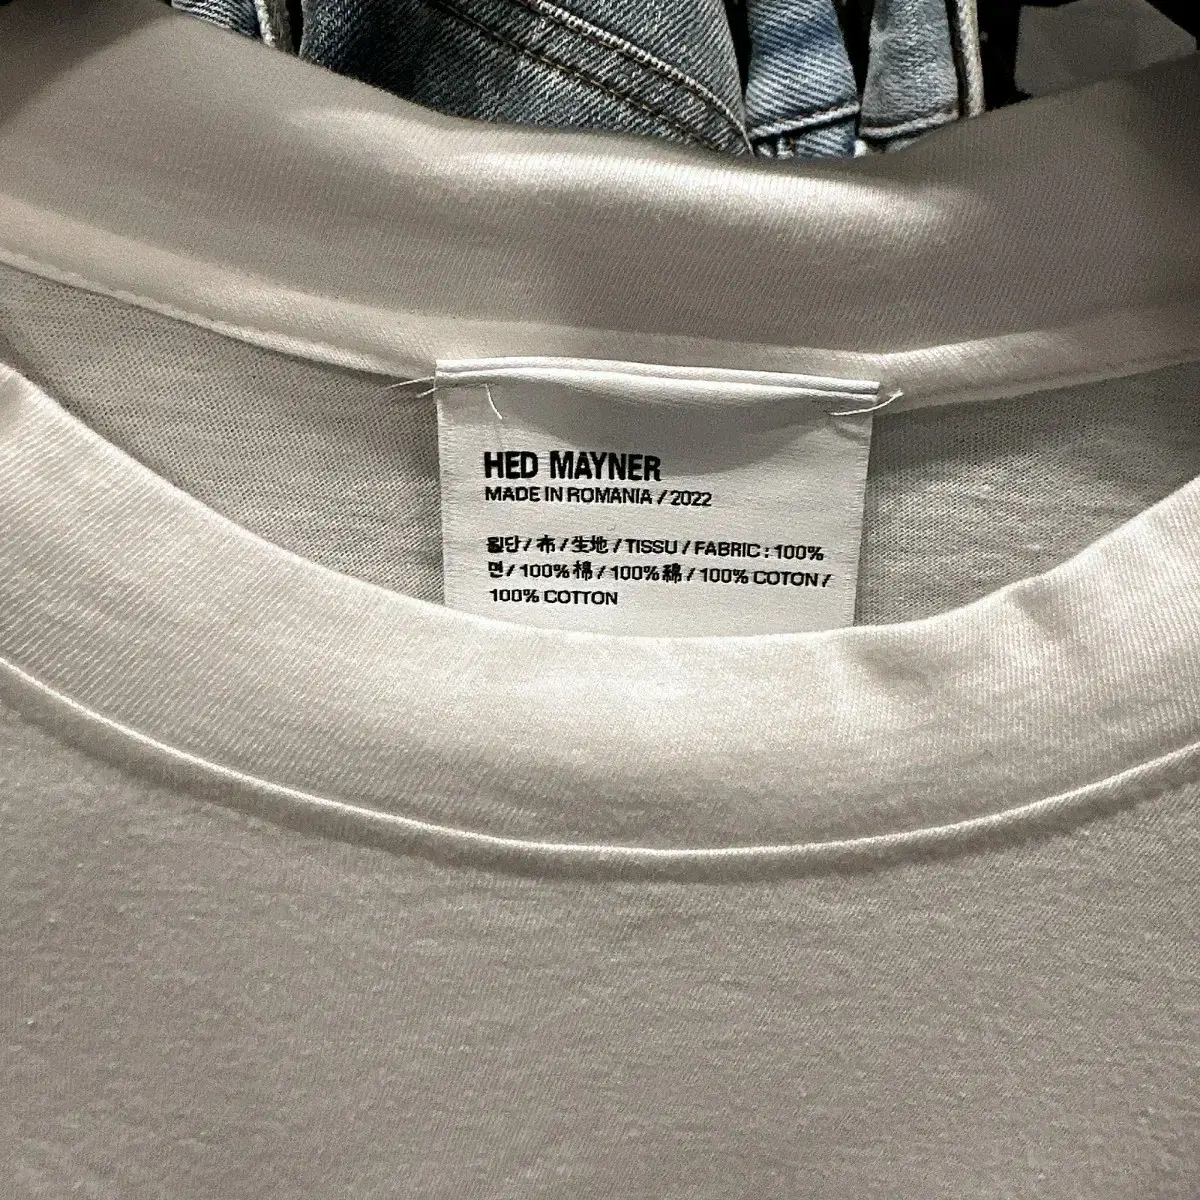 HED MAYNER
MADE IN ROMANIA / 2022
원단 / 布 / 生地 / TISSU / FABRIC : 100%
면 / 100% 棉 / 100% 綿 / 100% COTON /
100% COTTON